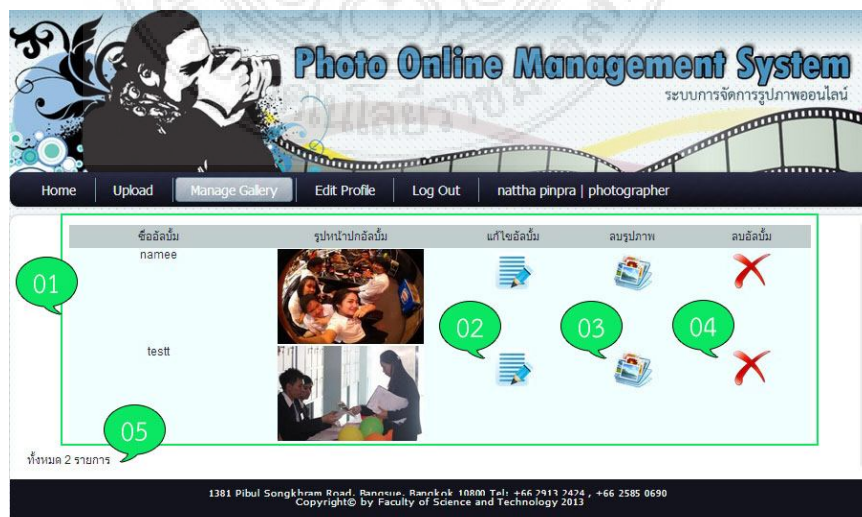 Photo Online Management System
ระบบการจัดการรูปภาพออนไลน์
Home Upload Manage Gallery Edit Profile Log Out nattha pinpra | photographer
ชื่ออัลบั้ม รูปหน้าปกอัลบั้ม แก้ไขอัลบั้ม ลบรูปภาพ ลบอัลบั้ม
namee
01
02 03 04
testt
05
ทั้งหมด 2 รายการ
1381 Pibul Songkhram Road, Bangsue, Bangkok 10800 Tel: +66 2913 2424 , +66 2585 0690
Copyright© by Faculty of Science and Technology 2013